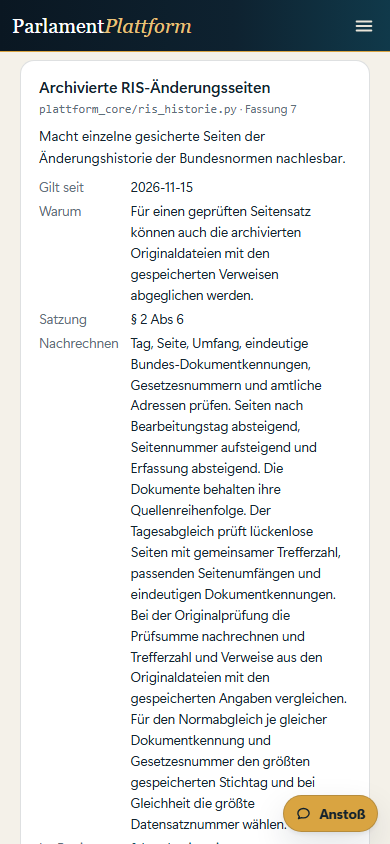 ParlamentPlattform
Archivierte RIS-Änderungsseiten
plattform_core/ris_historie.py · Fassung 7
Macht einzelne gesicherte Seiten der
Änderungshistorie der Bundesnormen nachlesbar.
Gilt seit 2026-11-15
Warum Für einen geprüften Seitensatz
können auch die archivierten
Originaldateien mit den
gespeicherten Verweisen
abgeglichen werden.
Satzung § 2 Abs 6
Nachrechnen Tag, Seite, Umfang, eindeutige
Bundes-Dokumentkennungen,
Gesetzesnummern und amtliche
Adressen prüfen. Seiten nach
Bearbeitungstag absteigend,
Seitennummer aufsteigend und
Erfassung absteigend. Die
Dokumente behalten ihre
Quellenreihenfolge. Der
Tagesabgleich prüft lückenlose
Seiten mit gemeinsamer Trefferzahl,
passenden Seitenumfängen und
eindeutigen Dokumentkennungen.
Bei der Originalprüfung die
Prüfsumme nachrechnen und
Trefferzahl und Verweise aus den
Originaldateien mit den
gespeicherten Angaben vergleichen.
Für den Normabgleich je gleicher
Dokumentkennung und
Gesetzesnummer den größten
gespeicherten Stichtag und bei
Gleichheit die größte
Datensatznummer wählen.
Anstoß